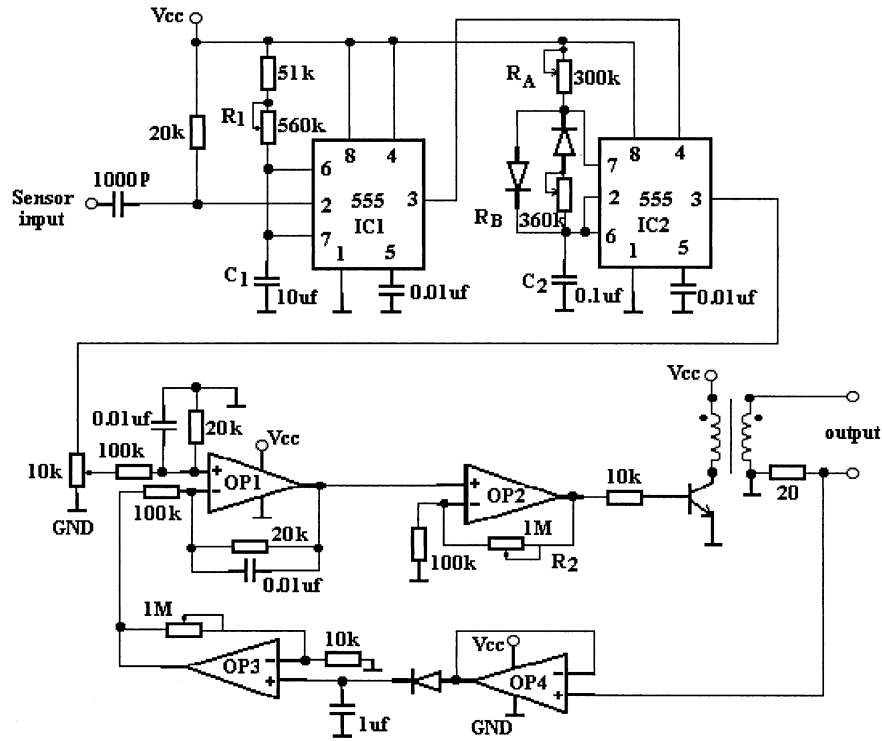 Vcc
51k
R1
560k
20k
1000P
Sensor
input
8
4
6
3
2
555
IC1
7
1
5
C1
10uf
0.01uf
RA
300k
8
4
7
2
3
555
RB
360k
6
IC2
1
5
C2
0.1uf
0.01uf
0.01uf
20k
Vcc
100k
10k
+
OP1
-
GND
100k
20k
0.01uf
+
OP2
-
10k
100k
1M
R2
Vcc
output
20
1M
OP3
-
+
10k
1uf
Vcc
OP4
-
+
GND